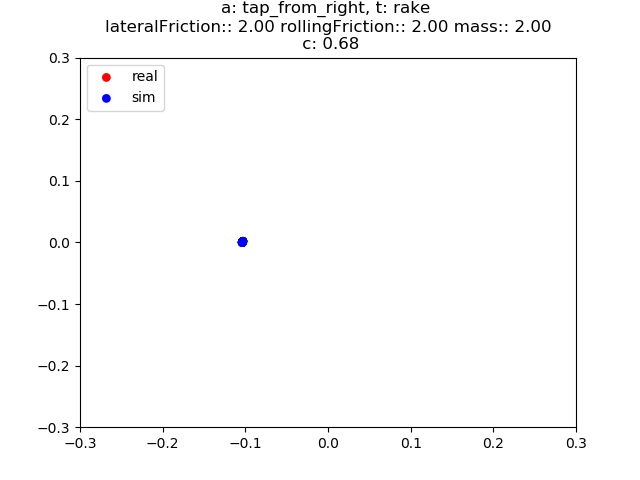 a: tap_from_right, t: rake
lateralFriction:: 2.00 rollingFriction:: 2.00 mass:: 2.00
c: 0.68
real
sim
0.3
0.2
0.1
0.0
−0.1
−0.2
−0.3
−0.3 −0.2 −0.1 0.0 0.1 0.2 0.3